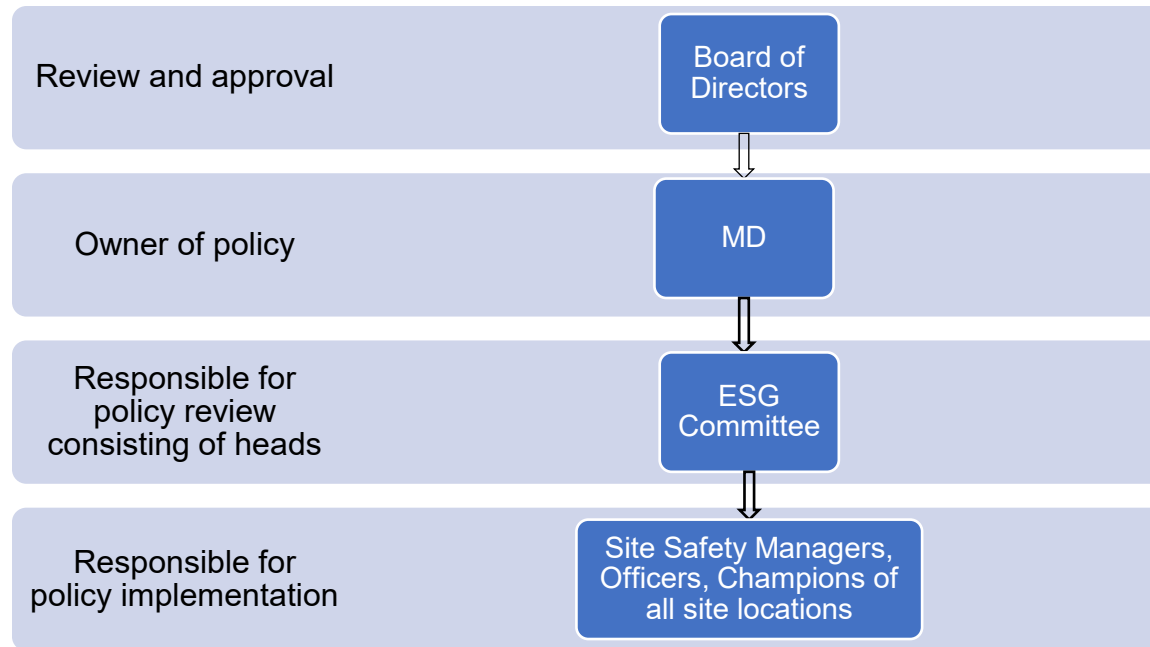 Review and approval
Board of
Directors
Owner of policy
MD
Responsible for
policy review
consisting of heads
ESG
Committee
Responsible for
policy implementation
Site Safety Managers,
Officers, Champions of
all site locations